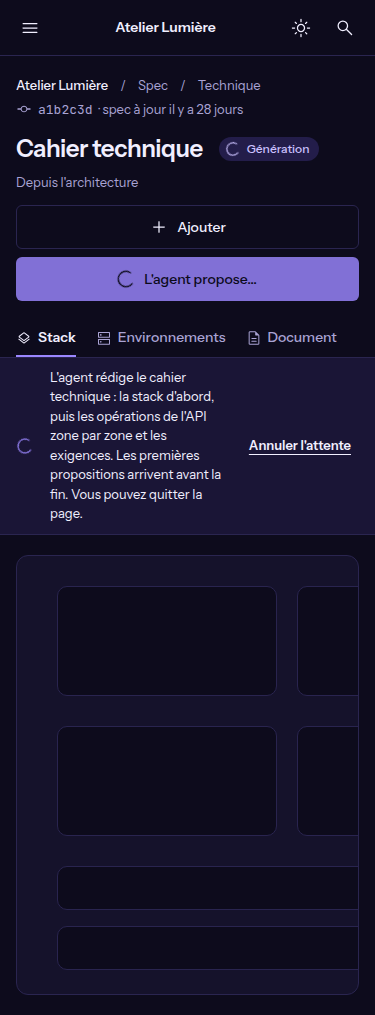 Atelier Lumière
Atelier Lumière / Spec / Technique
a1b2c3d · spec à jour il y a 28 jours
Cahier technique
Génération
Depuis l'architecture
Ajouter
L'agent propose...
Stack
Environnements
Document
L'agent rédige le cahier
technique : la stack d'abord,
puis les opérations de l'API
zone par zone et les
exigences. Les premières
propositions arrivent avant la
fin. Vous pouvez quitter la
page.
Annuler l'attente